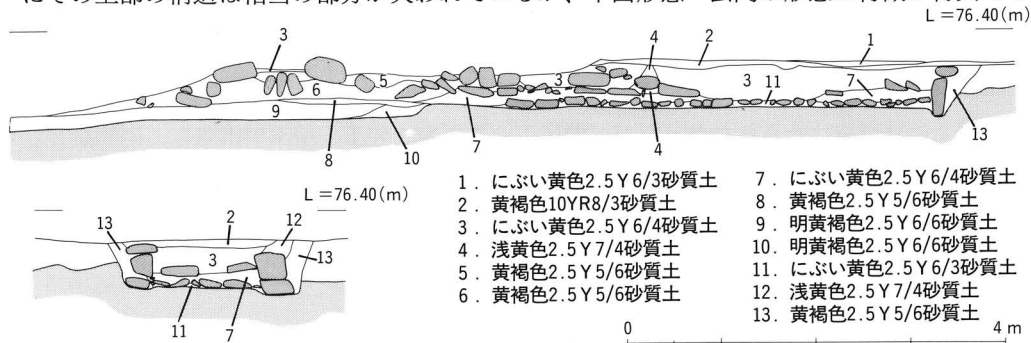 L=76.40(m)
3
4
2
1
5
6
3
3
11
7
9
8
10
7
4
13
L=76.40(m)
13
2
12
3
13
11
7
1. にぶい黄色2.5Y6/3砂質土
2. 黄褐色10YR8/3砂質土
3. にぶい黄色2.5Y6/4砂質土
4. 浅黄色2.5Y7/4砂質土
5. 黄褐色2.5Y5/6砂質土
6. 黄褐色2.5Y5/6砂質土
7. にぶい黄色2.5Y6/4砂質土
8. 黄褐色2.5Y5/6砂質土
9. 明黄褐色2.5Y6/6砂質土
10. 明黄褐色2.5Y6/6砂質土
11. にぶい黄色2.5Y6/3砂質土
12. 浅黄色2.5Y7/4砂質土
13. 黄褐色2.5Y5/6砂質土
0
4 m